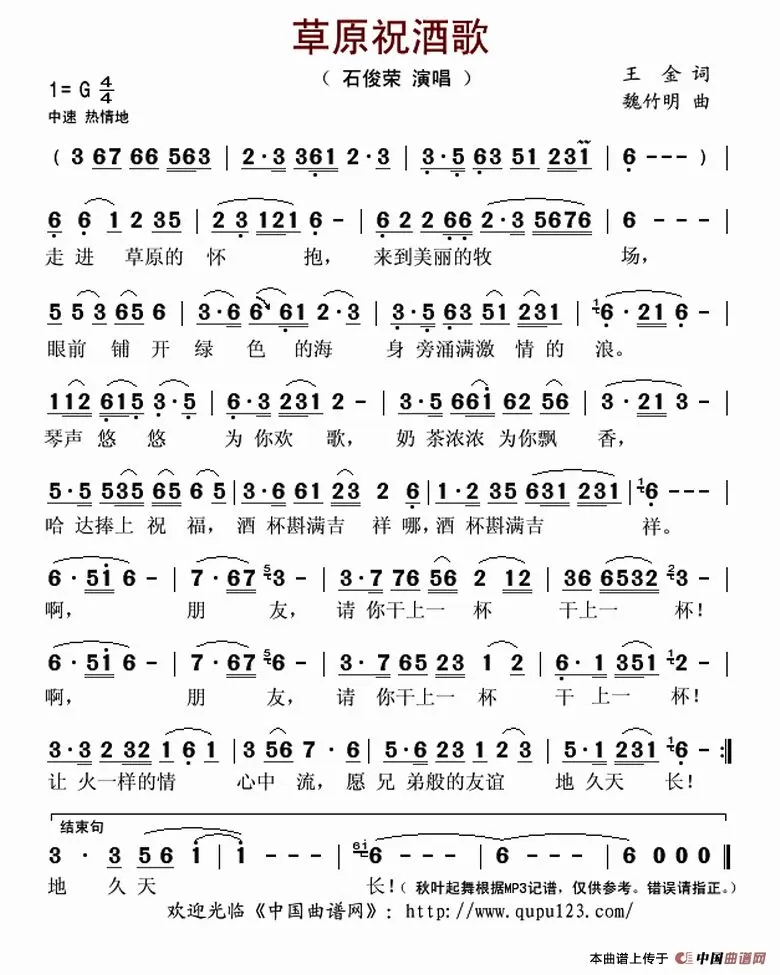 草原祝酒歌
( 石俊荣 演唱 )
1= G 4/4
王 金 词
中速 热情地
魏竹明 曲
( 3 67 66 563 | 2·3 361 2·3 | 3·5 63 51 231 | 6 - - - ) |
6 6 1 2 35 | 2 3 121 6 - | 6 2 2 66 2·3 5676 | 6 - - - |
走 进 草原的 怀 抱, 来到美丽的牧 场,
5 5 3 65 6 | 3·6 6 61 2·3 | 3·5 63 51 231 | 1 6·21 6 - |
眼前 铺 开 绿 色 的海 身 旁涌满激 情 的 浪。
112 615 3·5 | 6·3 231 2 - | 3·5 661 62 56 | 3·21 3 - |
琴声 悠 悠 为 你欢 歌, 奶 茶浓浓 为你飘 香,
5·5 535 65 6 5 | 3·6 61 23 2 6 | 1·2 35 631 231 | 1 6 - - - |
哈 达捧上 祝 福, 酒 杯斟满吉 祥哪, 酒 杯斟满吉 祥。
6·51 6 - | 7·67 5 3 - | 3·7 76 56 2 12 | 36 6532 2 3 - |
啊, 朋 友, 请 你干上一 杯 干上一 杯!
6·51 6 - | 7·67 5 6 - | 3·7 65 23 1 2 | 6·1 351 1 2 - |
啊, 朋 友, 请 你干上一 杯 干 上一 杯!
3·3 2 32 1 6 1 | 3 56 7 · 6 | 5·6 21 2 3 | 5·1 231 1 6 - :||
让 火一样的情 心中 流, 愿 兄 弟般的友谊 地 久天 长!
结束句
3 · 3 56 1 | 1 - - - | 61 6 - - - | 6 - - - | 6 0 0 0 ||
地 久 天 长! ( 秋叶起舞根据MP3记谱，仅供参考。错误请指正。)
欢迎光临《中国曲谱网》: http://www.qupu123.com/
本曲谱上传于 中国曲谱网